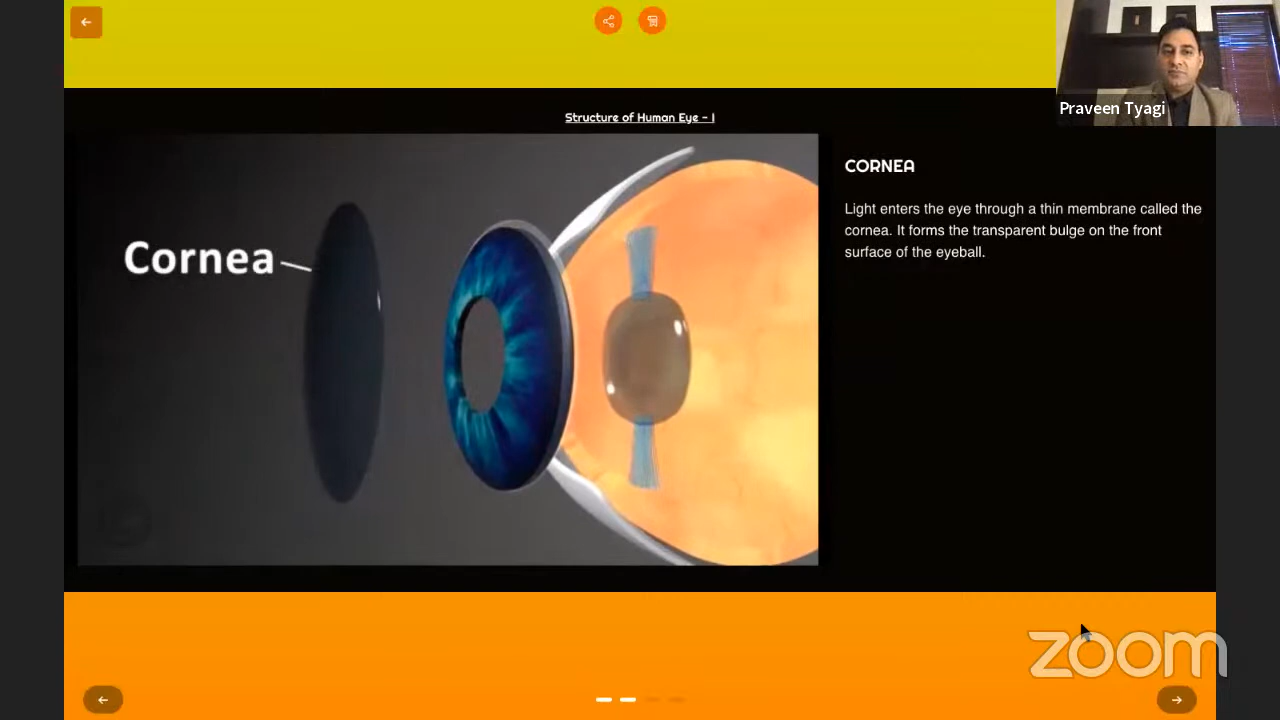 Praveen Tyagi
Structure of Human Eye - I
CORNEA
Light enters the eye through a thin membrane called the
cornea. It forms the transparent bulge on the front
surface of the eyeball.
Cornea
zoom